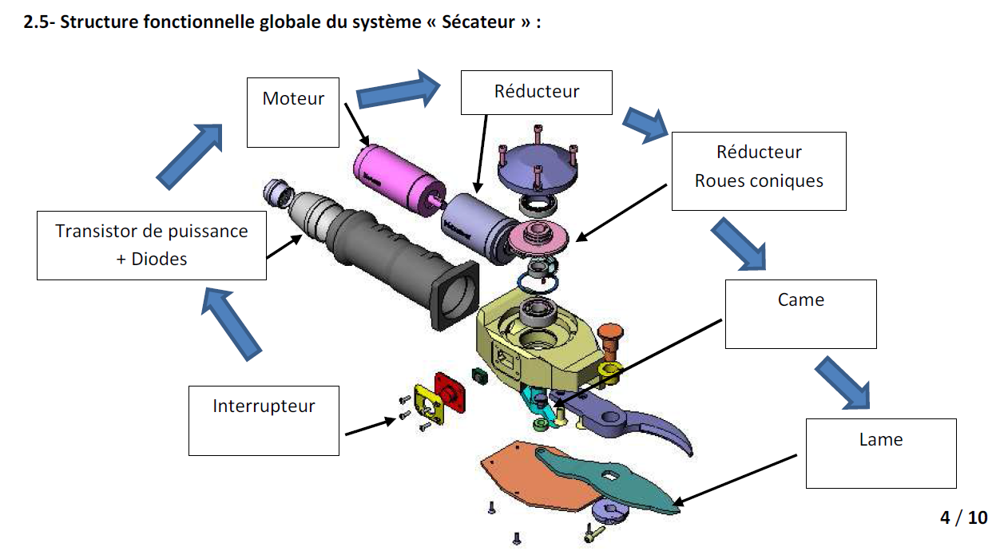 2.5- Structure fonctionnelle globale du système « Sécateur » :
Moteur
Réducteur
Réducteur
Roues coniques
Transistor de puissance
+ Diodes
Came
Interrupteur
Lame
4 / 10